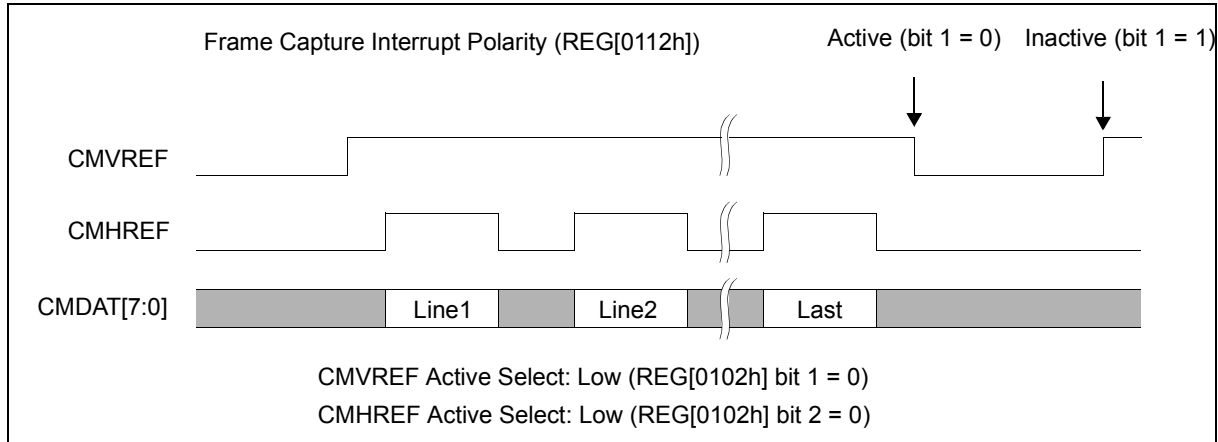 Frame Capture Interrupt Polarity (REG[0112h])
Active (bit 1 = 0)
Inactive (bit 1 = 1)
CMVREF
CMHREF
CMDAT[7:0]
Line1
Line2
Last
CMVREF Active Select: Low (REG[0102h] bit 1 = 0)
CMHREF Active Select: Low (REG[0102h] bit 2 = 0)